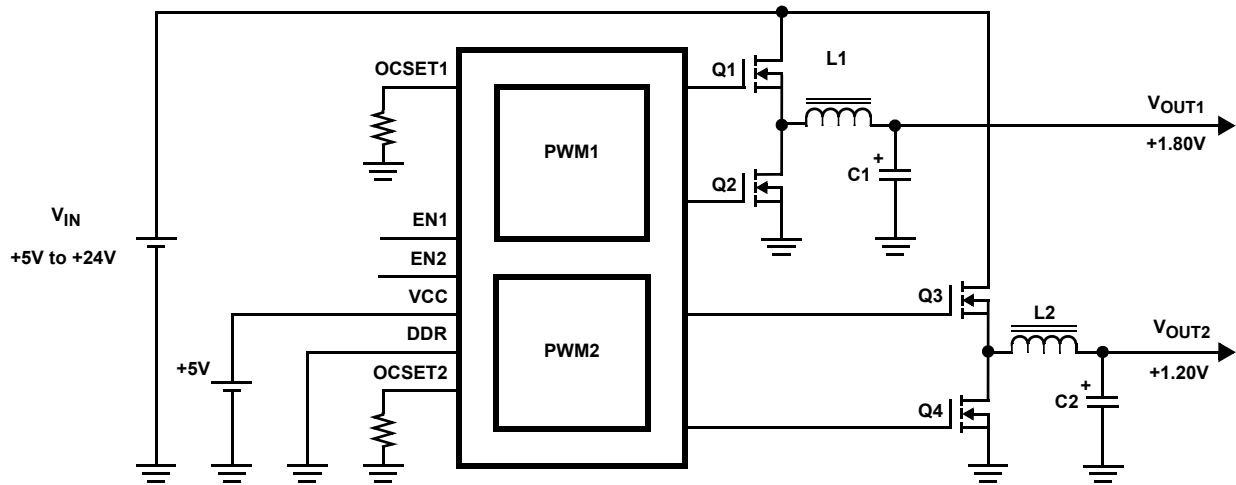 OCSET1
Q1
L1
PWM1
VOUT1
+1.80V
Q2
C1
+
VIN
+5V to +24V
EN1
EN2
VCC
Q3
DDR
PWM2
L2
VOUT2
+5V
OCSET2
+1.20V
Q4
C2
+